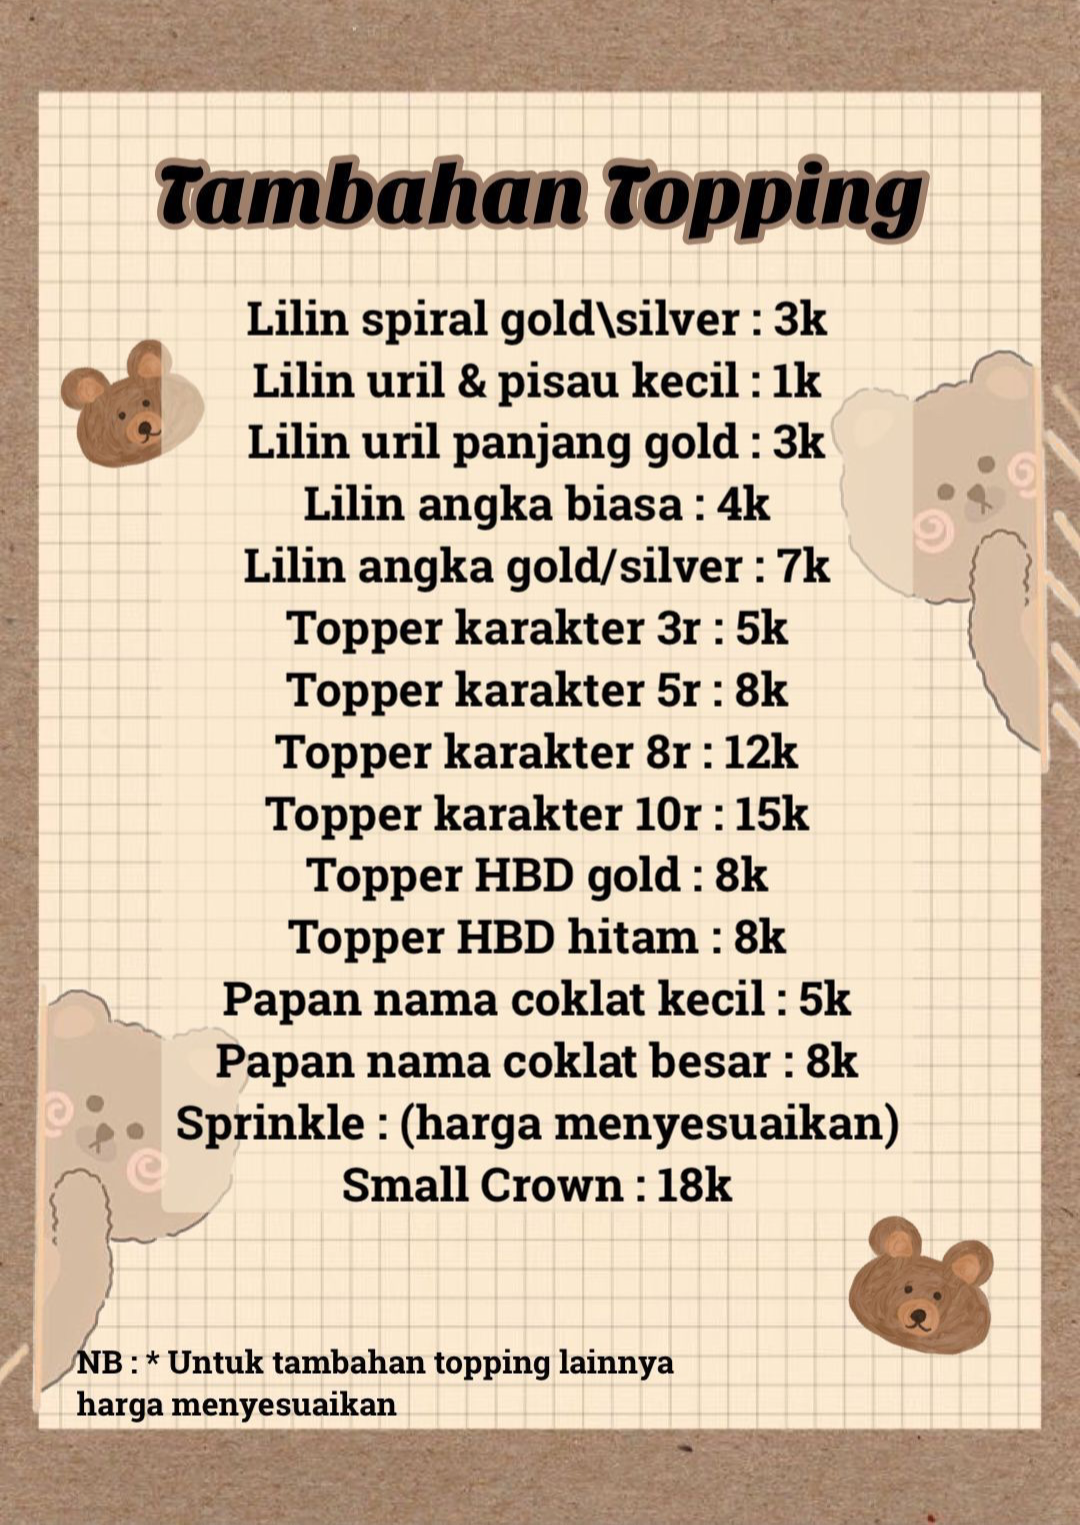 Tambahan Topping
Lilin spiral gold\silver : 3k
Lilin uril & pisau kecil : 1k
Lilin uril panjang gold : 3k
Lilin angka biasa : 4k
Lilin angka gold/silver : 7k
Topper karakter 3r : 5k
Topper karakter 5r : 8k
Topper karakter 8r : 12k
Topper karakter 10r : 15k
Topper HBD gold : 8k
Topper HBD hitam : 8k
Papan nama coklat kecil : 5k
Papan nama coklat besar : 8k
Sprinkle : (harga menyesuaikan)
Small Crown : 18k
NB : * Untuk tambahan topping lainnya
harga menyesuaikan